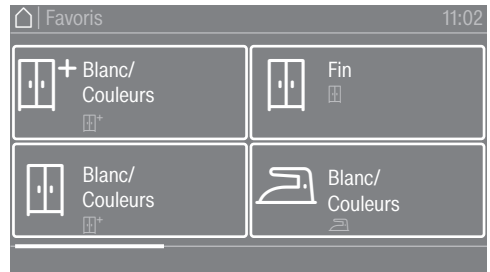 Favoris 11:02
Blanc/
Couleurs
Fin
Blanc/
Couleurs
Blanc/
Couleurs